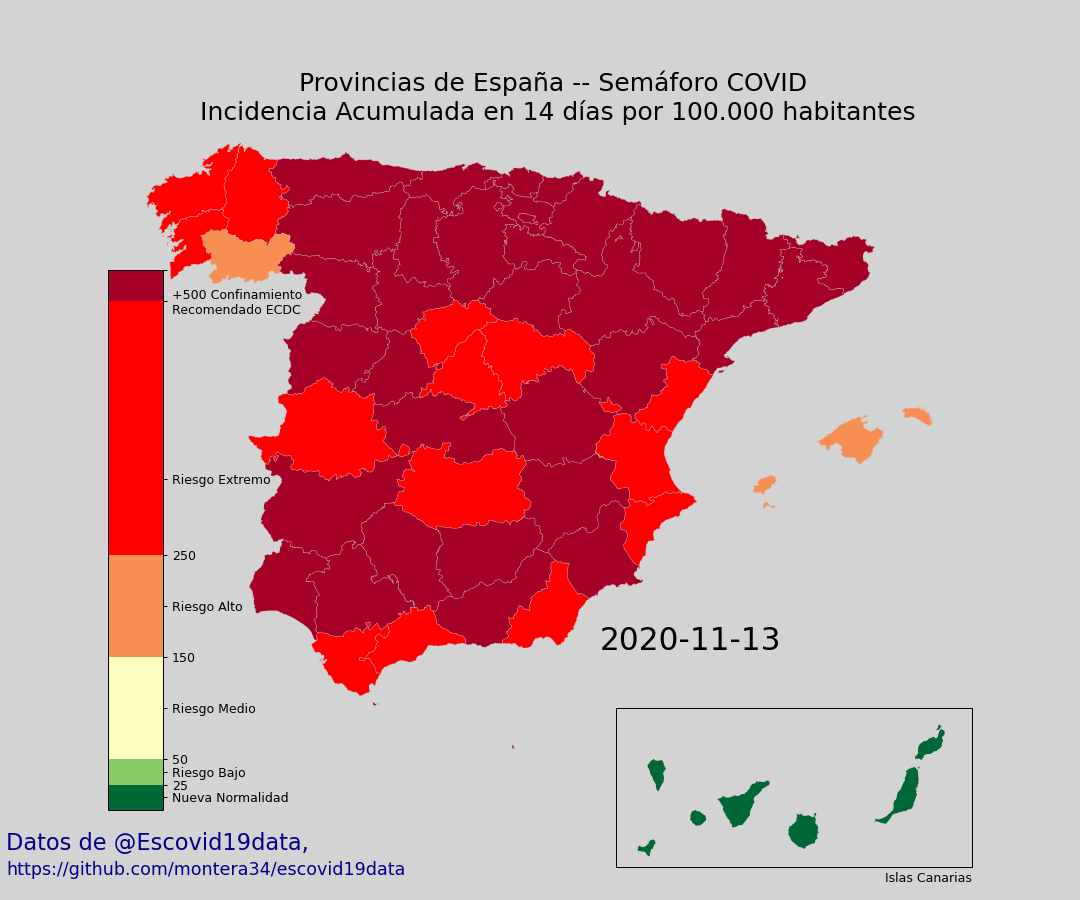 Provincias de España -- Semáforo COVID
Incidencia Acumulada en 14 días por 100.000 habitantes
+500 Confinamiento
Recomendado ECDC
Riesgo Extremo
250
Riesgo Alto
150
Riesgo Medio
50
Riesgo Bajo
25
Nueva Normalidad
2020-11-13
Islas Canarias
Datos de @Escovid19data,
https://github.com/montera34/escovid19data